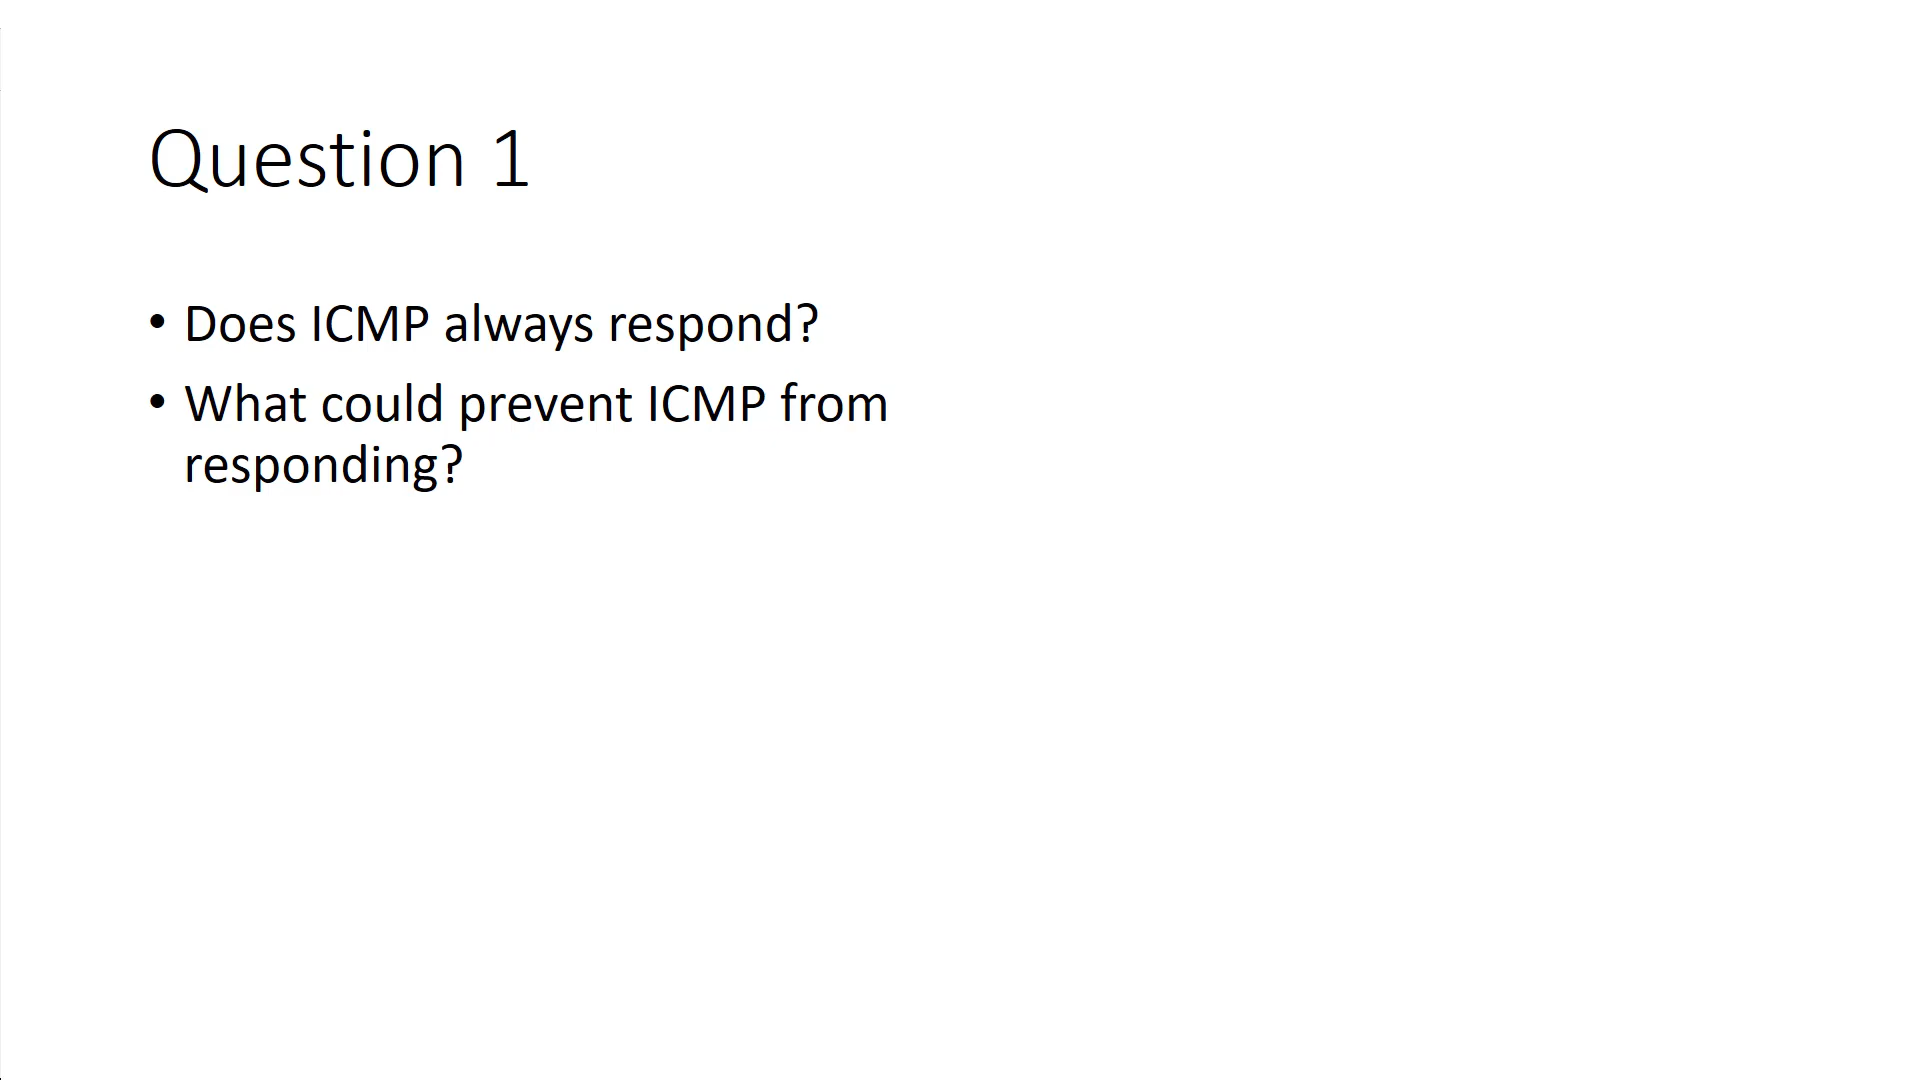 Question 1
• Does ICMP always respond?
• What could prevent ICMP from
responding?